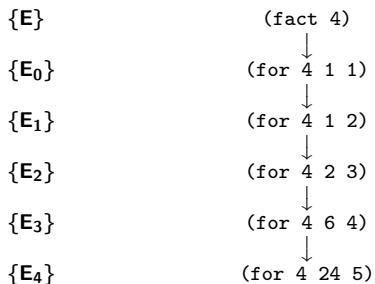 {E} (fact 4)
{E₀} (for 4 1 1)
{E₁} (for 4 1 2)
{E₂} (for 4 2 3)
{E₃} (for 4 6 4)
{E₄} (for 4 24 5)